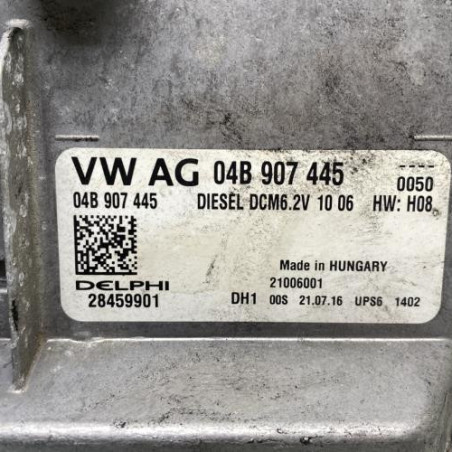 VW AG 04B 907 445 ----
0050
04B 907 445 DIESEL DCM6.2V 10 06 HW: H08
Made in HUNGARY
DELPHI 21006001
28459901 DH1 00S 21.07.16 UPS6 1402